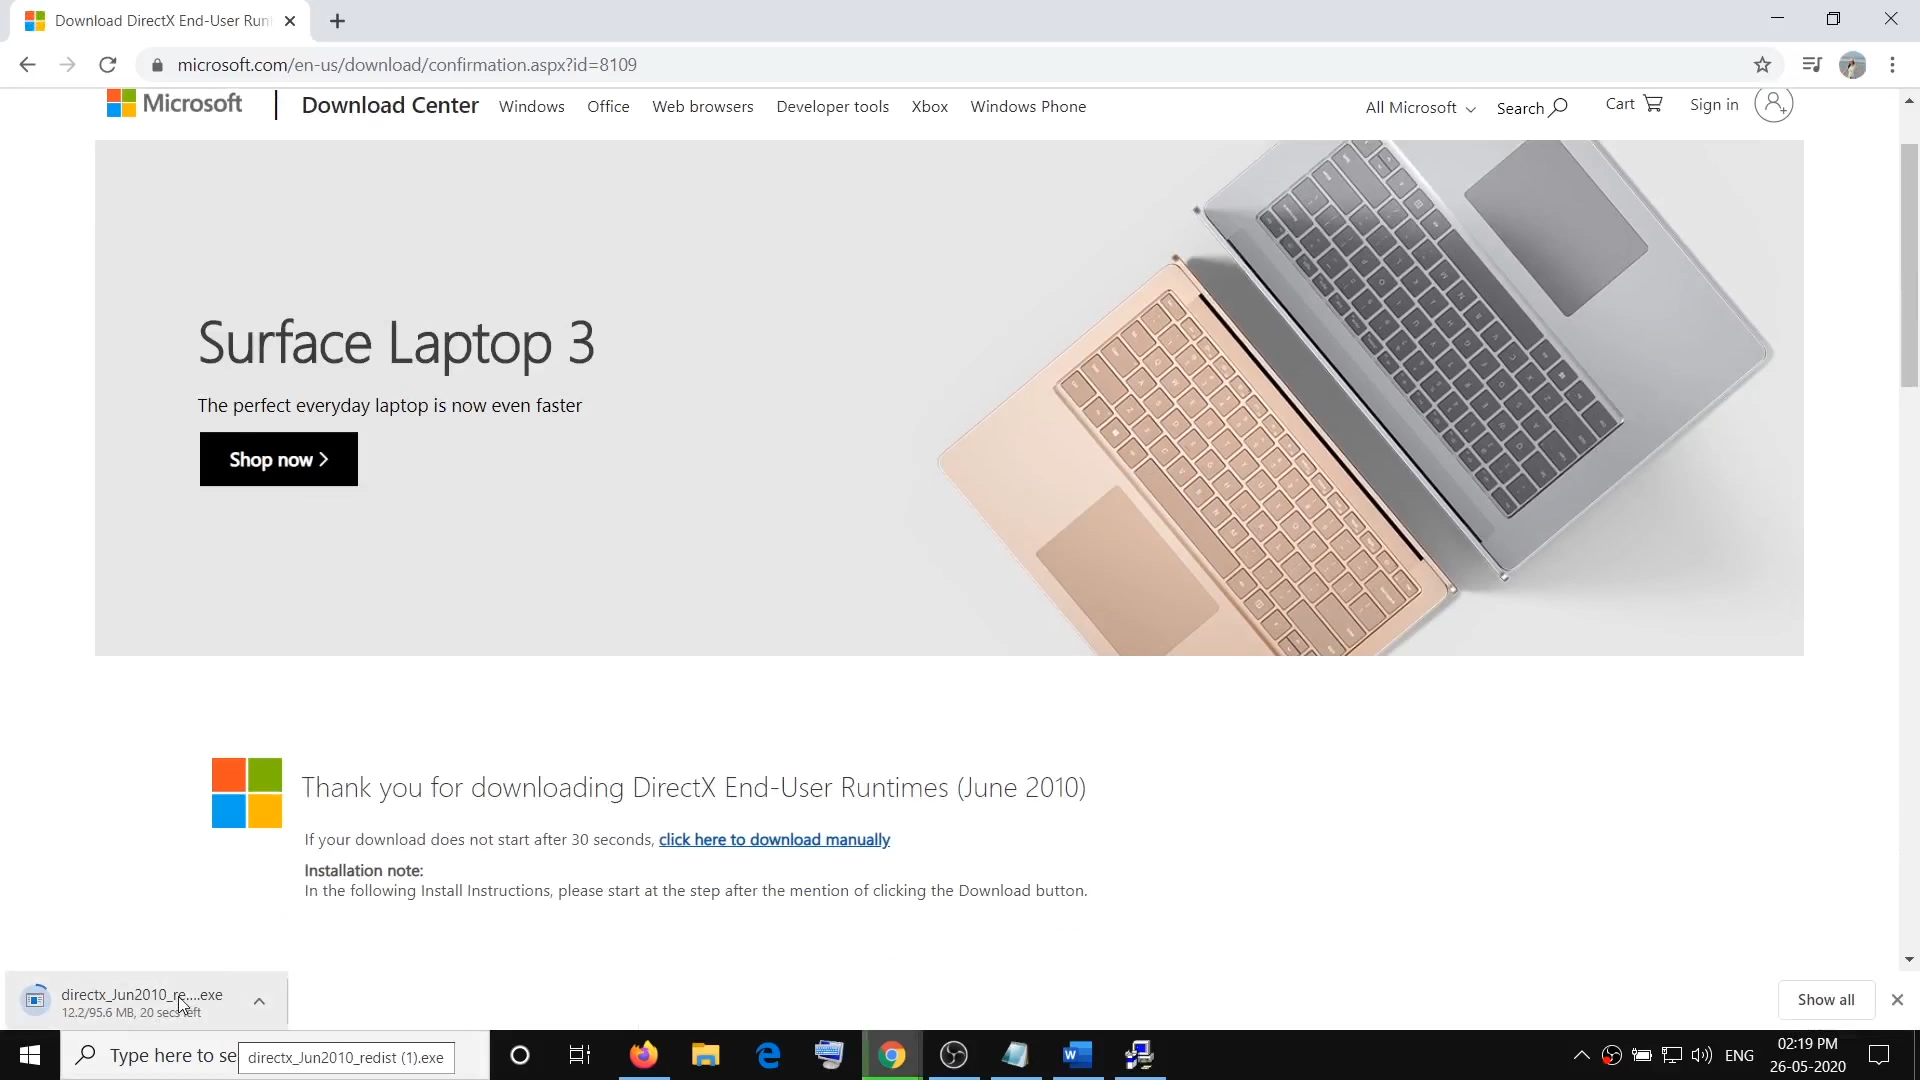 Download DirectX End-User Run
microsoft.com/en-us/download/confirmation.aspx?id=8109
Microsoft
Download Center
Windows
Office
Web browsers
Developer tools
Xbox
Windows Phone
All Microsoft
Search
Cart
Sign in
Surface Laptop 3
The perfect everyday laptop is now even faster
Shop now
Thank you for downloading DirectX End-User Runtimes (June 2010)
If your download does not start after 30 seconds, click here to download manually
Installation note:
In the following Install Instructions, please start at the step after the mention of clicking the Download button.
directx_Jun2010_re....exe
12.2/95.6 MB, 20 secs left
Show all
Type here to se
directx_Jun2010_redist (1).exe
ENG
02:19 PM
26-05-2020